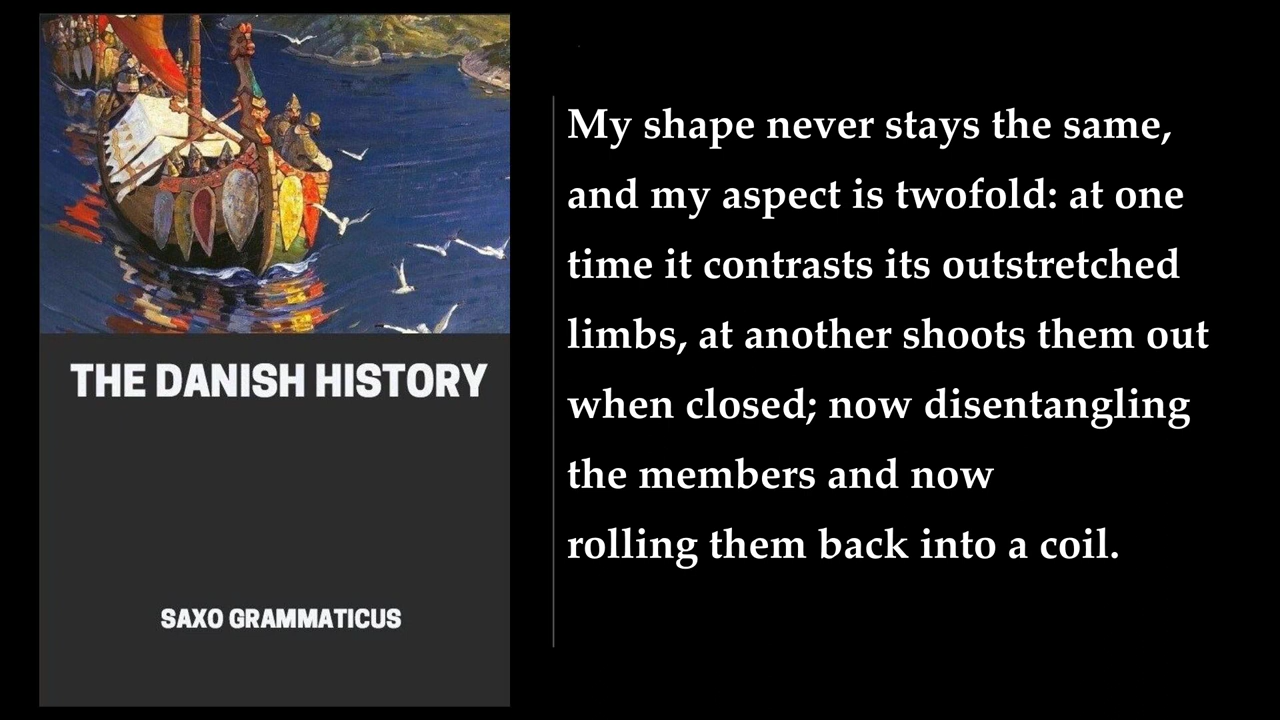 THE DANISH HISTORY
SAXO GRAMMATICUS
My shape never stays the same,
and my aspect is twofold: at one
time it contrasts its outstretched
limbs, at another shoots them out
when closed; now disentangling
the members and now
rolling them back into a coil.